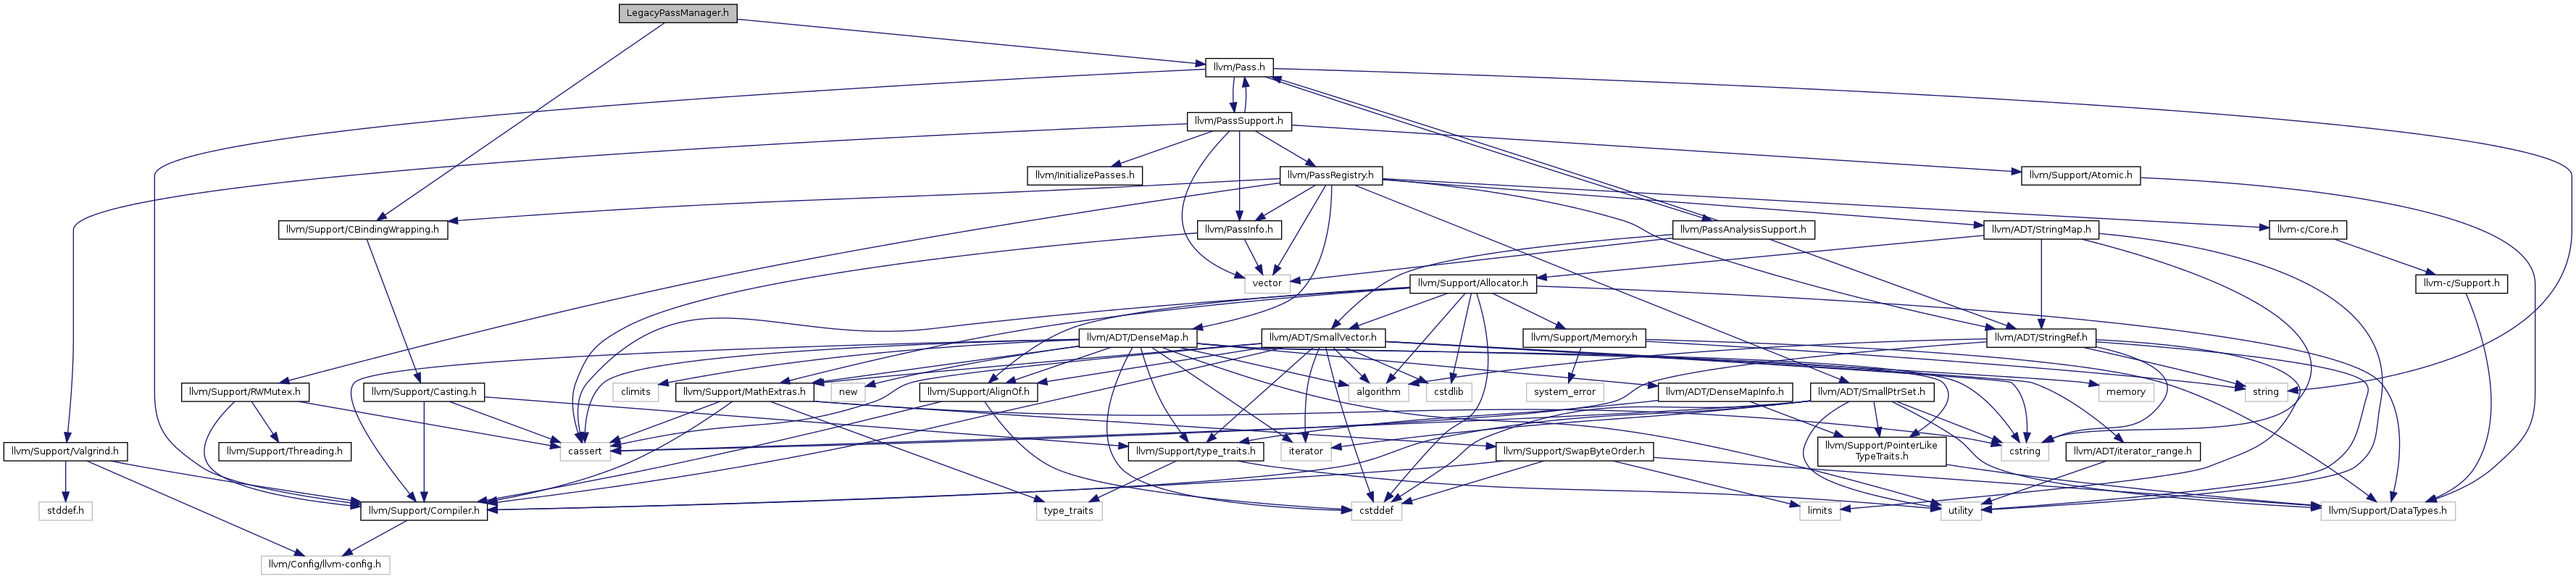 LegacyPassManager.h
llvm/Pass.h
llvm/PassSupport.h
llvm/InitializePasses.h
llvm/PassRegistry.h
llvm/Support/Atomic.h
llvm/Support/CBindingWrapping.h
llvm/PassInfo.h
llvm/PassAnalysisSupport.h
llvm/ADT/StringMap.h
llvm-c/Core.h
vector
llvm/Support/Allocator.h
llvm-c/Support.h
llvm/ADT/DenseMap.h
llvm/ADT/SmallVector.h
llvm/Support/Memory.h
llvm/ADT/StringRef.h
llvm/Support/RWMutex.h
llvm/Support/Casting.h
climits
llvm/Support/MathExtras.h
new
llvm/Support/AlignOf.h
algorithm
cstdlib
system_error
llvm/ADT/DenseMapInfo.h
llvm/ADT/SmallPtrSet.h
memory
string
llvm/Support/Valgrind.h
llvm/Support/Threading.h
cassert
llvm/Support/type_traits.h
iterator
llvm/Support/SwapByteOrder.h
llvm/Support/PointerLike
TypeTraits.h
cstring
llvm/ADT/iterator_range.h
stddef.h
llvm/Support/Compiler.h
type_traits
cstddef
limits
utility
llvm/Support/DataTypes.h
llvm/Config/llvm-config.h